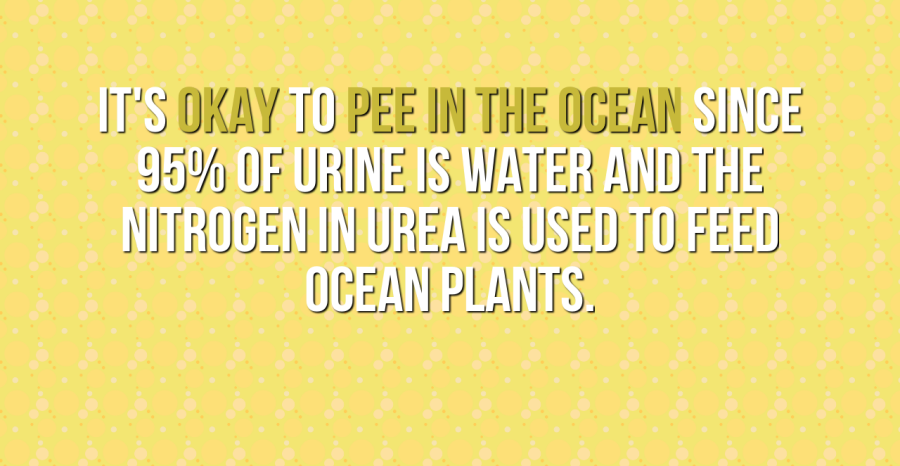 IT'S OKAY TO PEE IN THE OCEAN SINCE
95% OF URINE IS WATER AND THE
NITROGEN IN UREA IS USED TO FEED
OCEAN PLANTS.